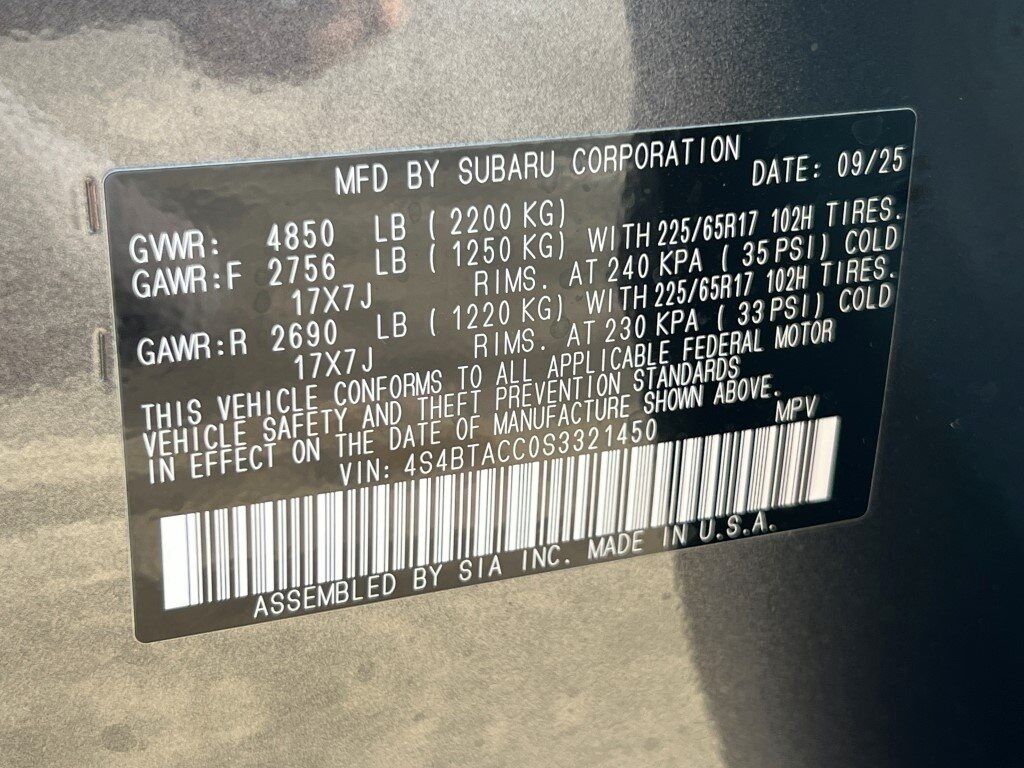 MFD BY SUBARU CORPORATION DATE: 09/25
GVWR: 4850 LB ( 2200 KG)
GAWR:F 2756 LB ( 1250 KG) WITH 225/65R17 102H TIRES.
17X7J RIMS. AT 240 KPA ( 35 PSI) COLD
GAWR:R 2690 LB ( 1220 KG) WITH 225/65R17 102H TIRES.
17X7J RIMS. AT 230 KPA ( 33 PSI) COLD
THIS VEHICLE CONFORMS TO ALL APPLICABLE FEDERAL MOTOR
VEHICLE SAFETY AND THEFT PREVENTION STANDARDS
IN EFFECT ON THE DATE OF MANUFACTURE SHOWN ABOVE.
VIN: 4S4BTACC0S3321450 MPV
ASSEMBLED BY SIA INC. MADE IN U.S.A.